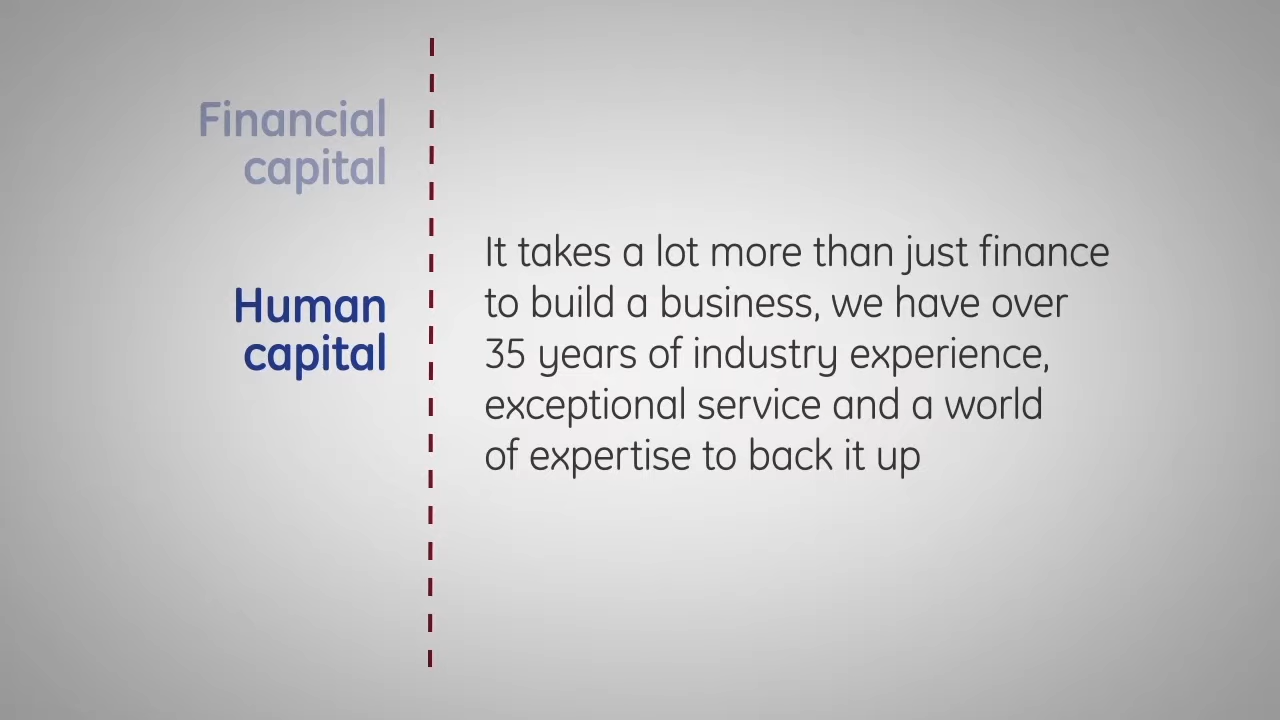 Financial
capital
Human
capital
It takes a lot more than just finance
to build a business, we have over
35 years of industry experience,
exceptional service and a world
of expertise to back it up